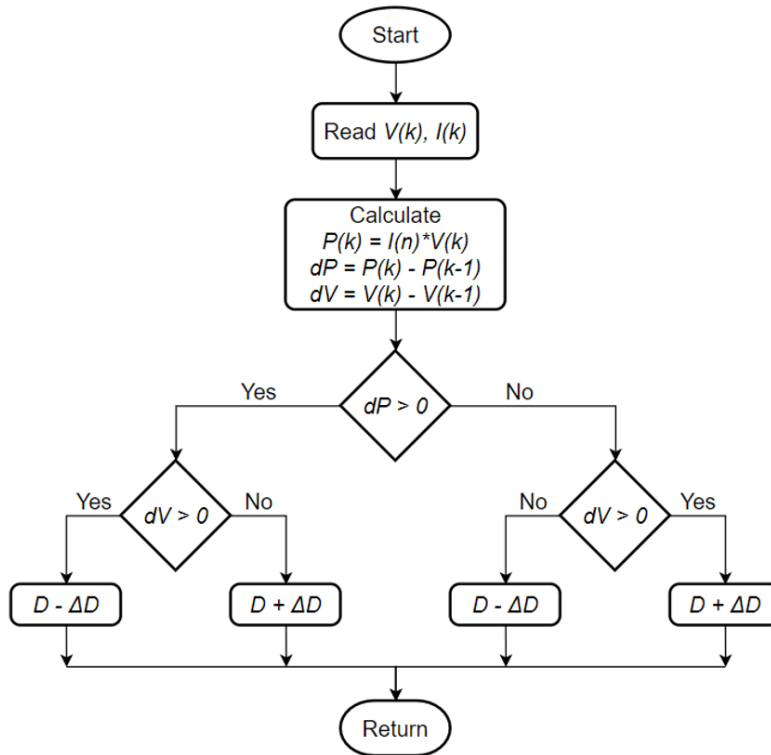 Start
Read V(k), I(k)
Calculate
P(k) = I(n)*V(k)
dP = P(k) - P(k-1)
dV = V(k) - V(k-1)
Yes
dP > 0
No
Yes
dV > 0
No
No
dV > 0
Yes
D - ΔD
D + ΔD
D - ΔD
D + ΔD
Return